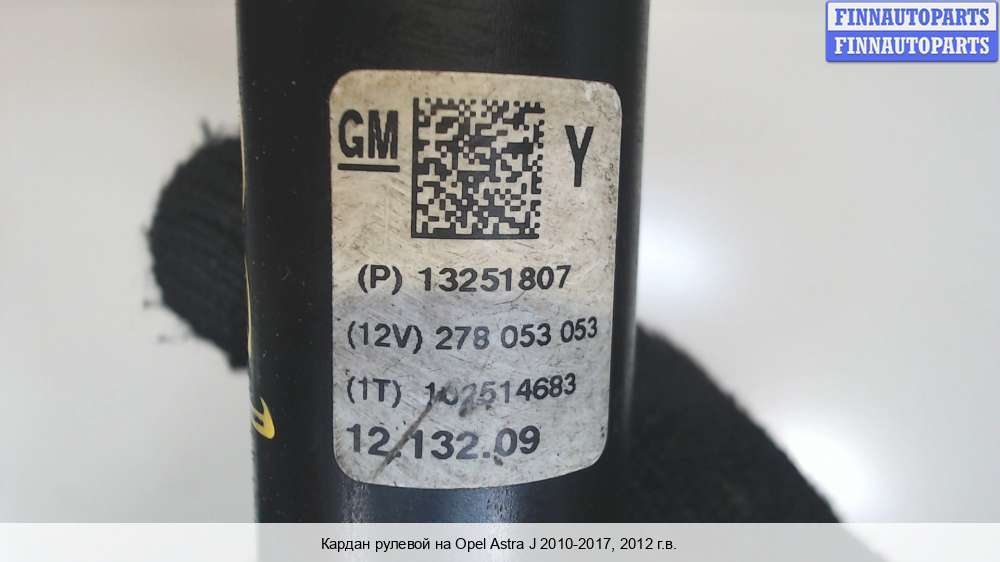 FINNAUTOPARTS
FINNAUTOPARTS
GM
Y
(P) 13251807
(12V) 278 053 053
(1T) 102514683
12.132.09
Кардан рулевой на Opel Astra J 2010-2017, 2012 г.в.